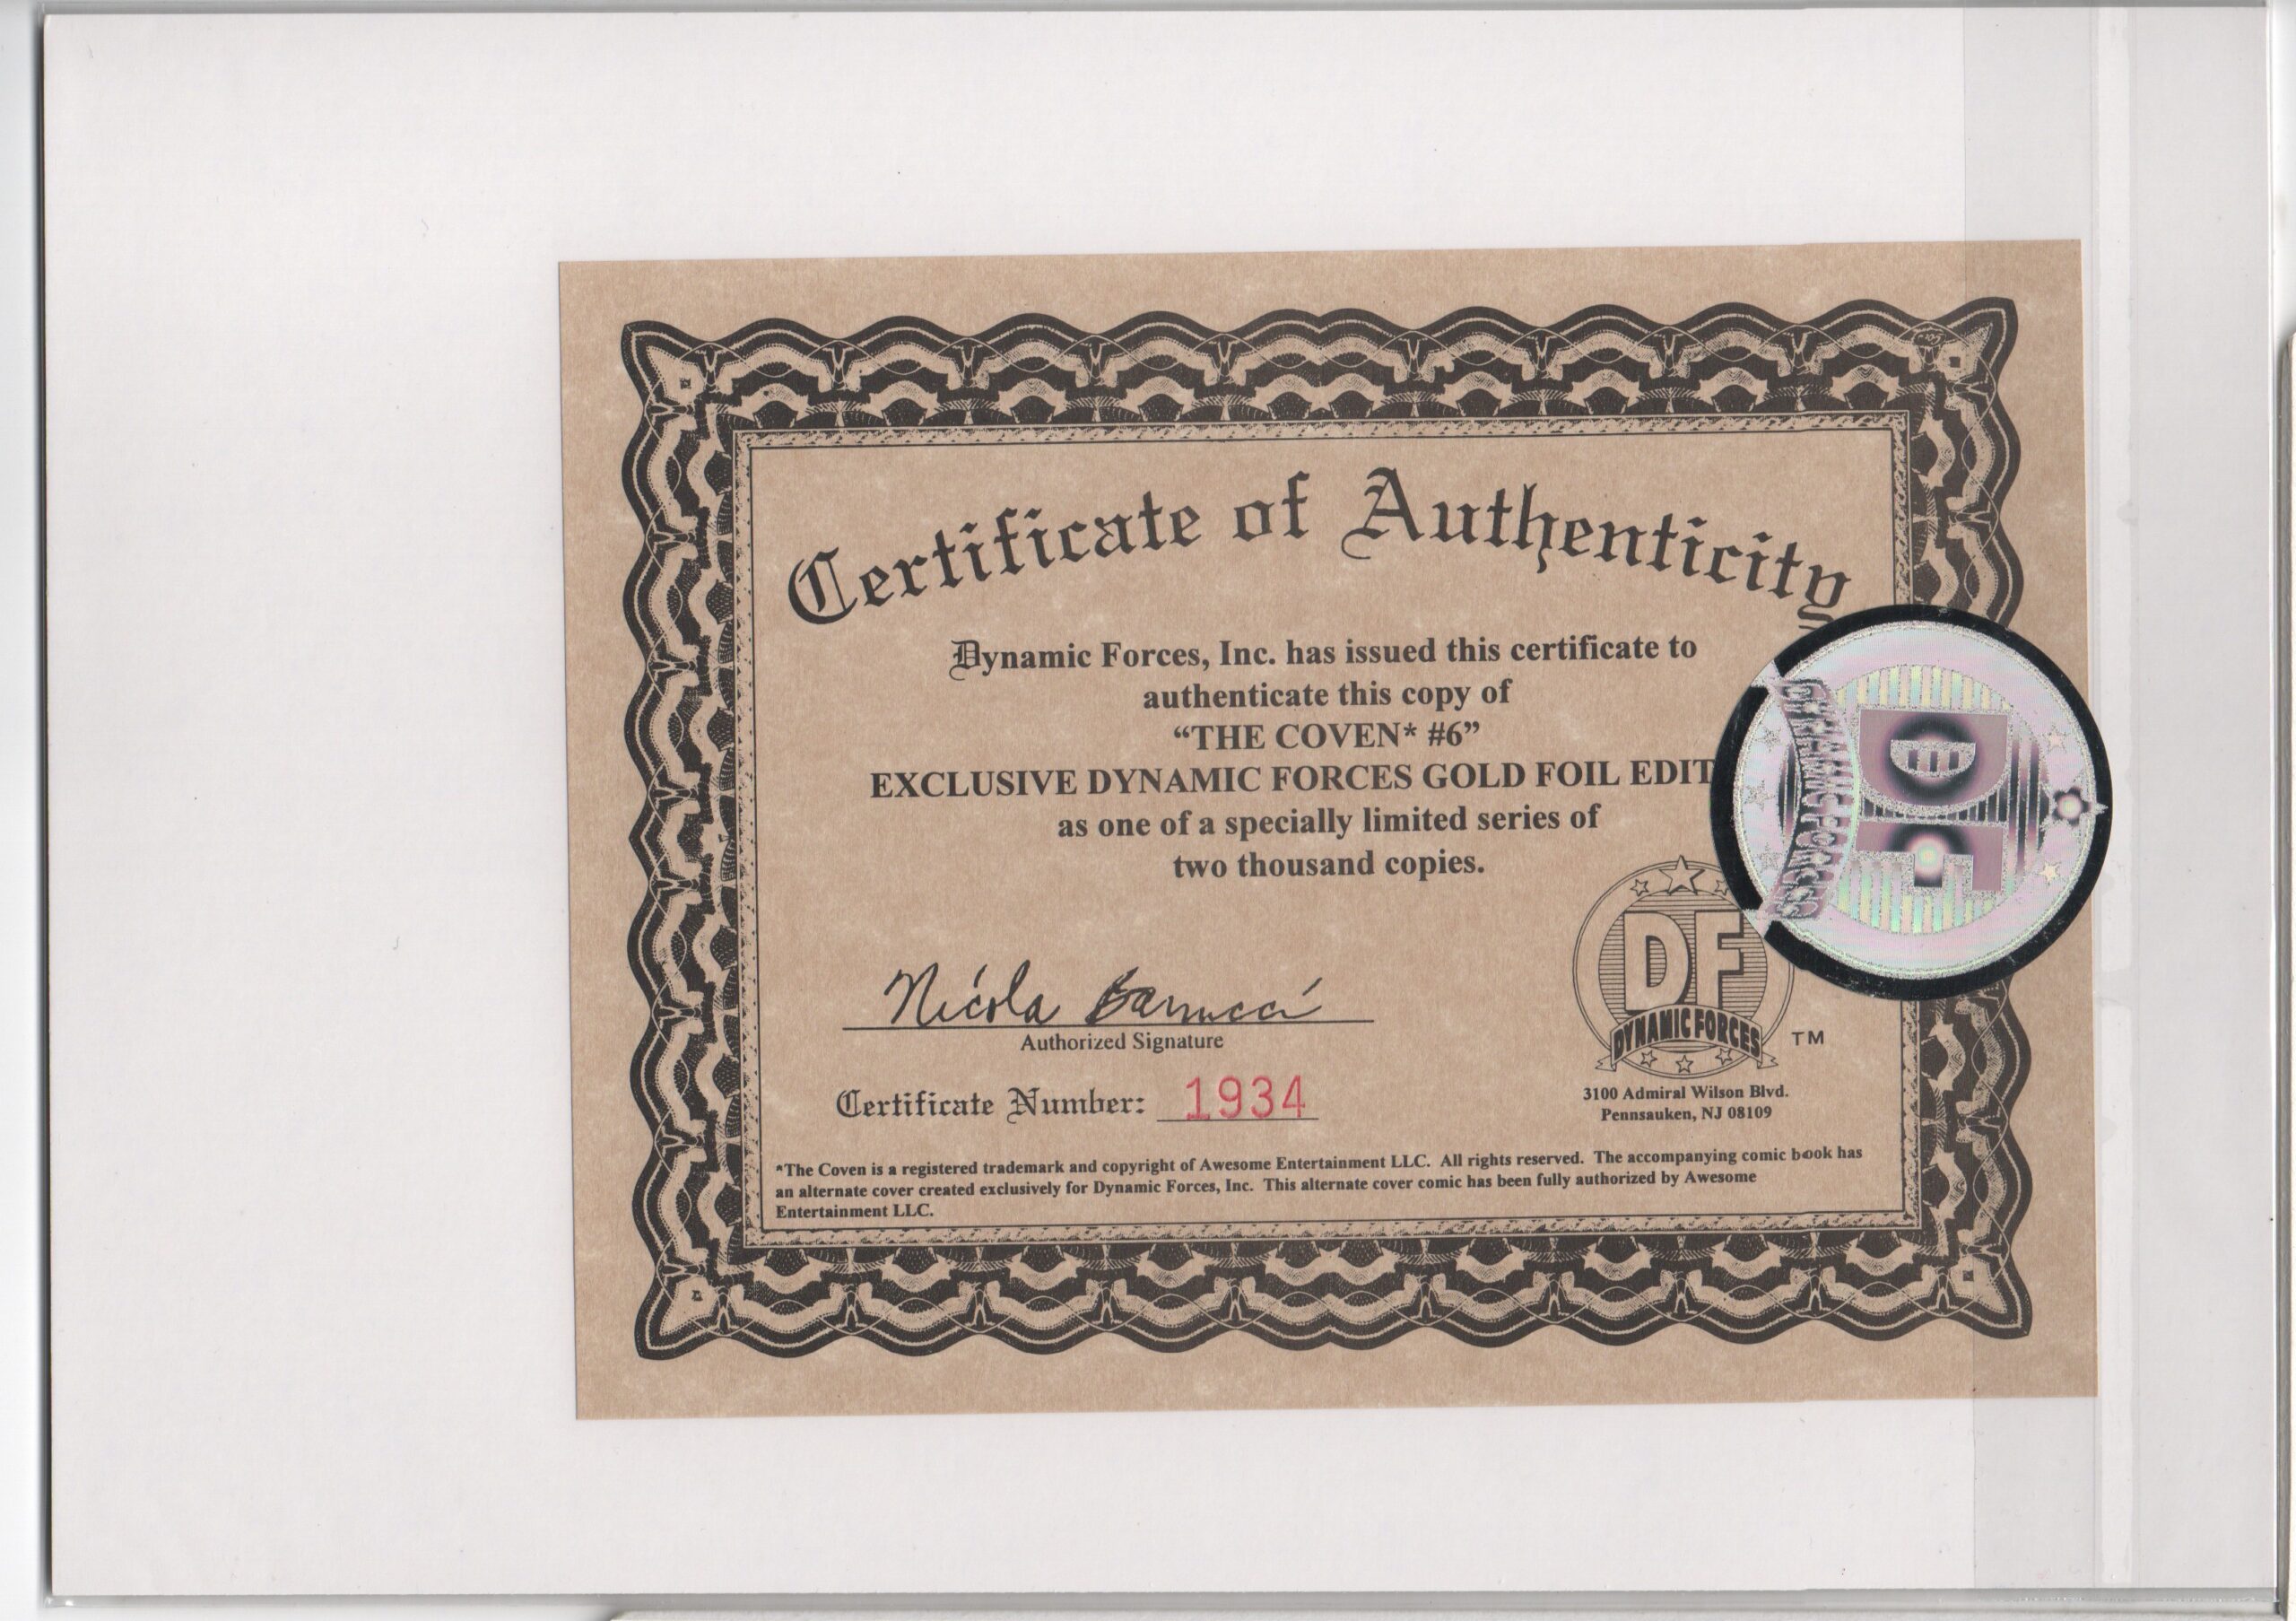 Certificate of Authenticity
Dynamic Forces, Inc. has issued this certificate to
authenticate this copy of
“THE COVEN* #6”
EXCLUSIVE DYNAMIC FORCES GOLD FOIL EDIT
as one of a specially limited series of
two thousand copies.
DF
DYNAMIC FORCES
DF
DYNAMIC FORCES
TM
Nicola Barrucci
Authorized Signature
Certificate Number: 1934
3100 Admiral Wilson Blvd.
Pennsauken, NJ 08109
*The Coven is a registered trademark and copyright of Awesome Entertainment LLC. All rights reserved. The accompanying comic book has
an alternate cover created exclusively for Dynamic Forces, Inc. This alternate cover comic has been fully authorized by Awesome
Entertainment LLC.